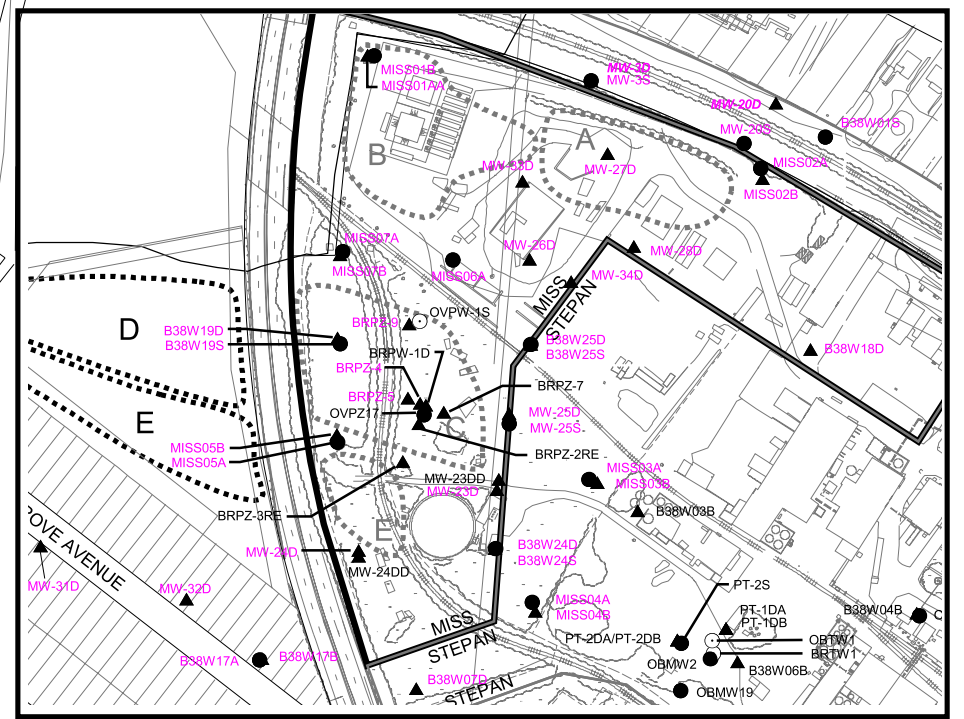 MW-3D
MW-3S
MISS01B
MISS01AA
MW-20D
B38W01S
MW-20S
A
B
MISS02A
MW-33D
MW-27D
MISS02B
MISS07A
MISS07B
MISS06A
MW-26D
MW-28D
MW-34D
MISS
STEPAN
D
B38W19D
B38W19S
BRPZ-9
OVPW-1S
B38W25D
B38W25S
B38W18D
BRPW-1D
BRPZ-4
BRPZ-7
BRPZ-5
OVPZ17
C
MW-25D
MW-25S
E
MISS05B
MISS05A
BRPZ-2RE
MW-23DD
MW-23D
MISS03A
MISS03B
B38W03B
BRPZ-3RE
E
OVE AVENUE
MW-24D
MW-24DD
B38W24D
B38W24S
MW-31D
MW-32D
MISS04A
MISS04B
PT-2S
PT-1DA
PT-1DB
B38W04B
MISS
STEPAN
PT-2DA/PT-2DB
OBTW1
BRTW1
B38W17A
B38W17B
OBMW2
B38W06B
B38W07D
STEPAN
OBMW19